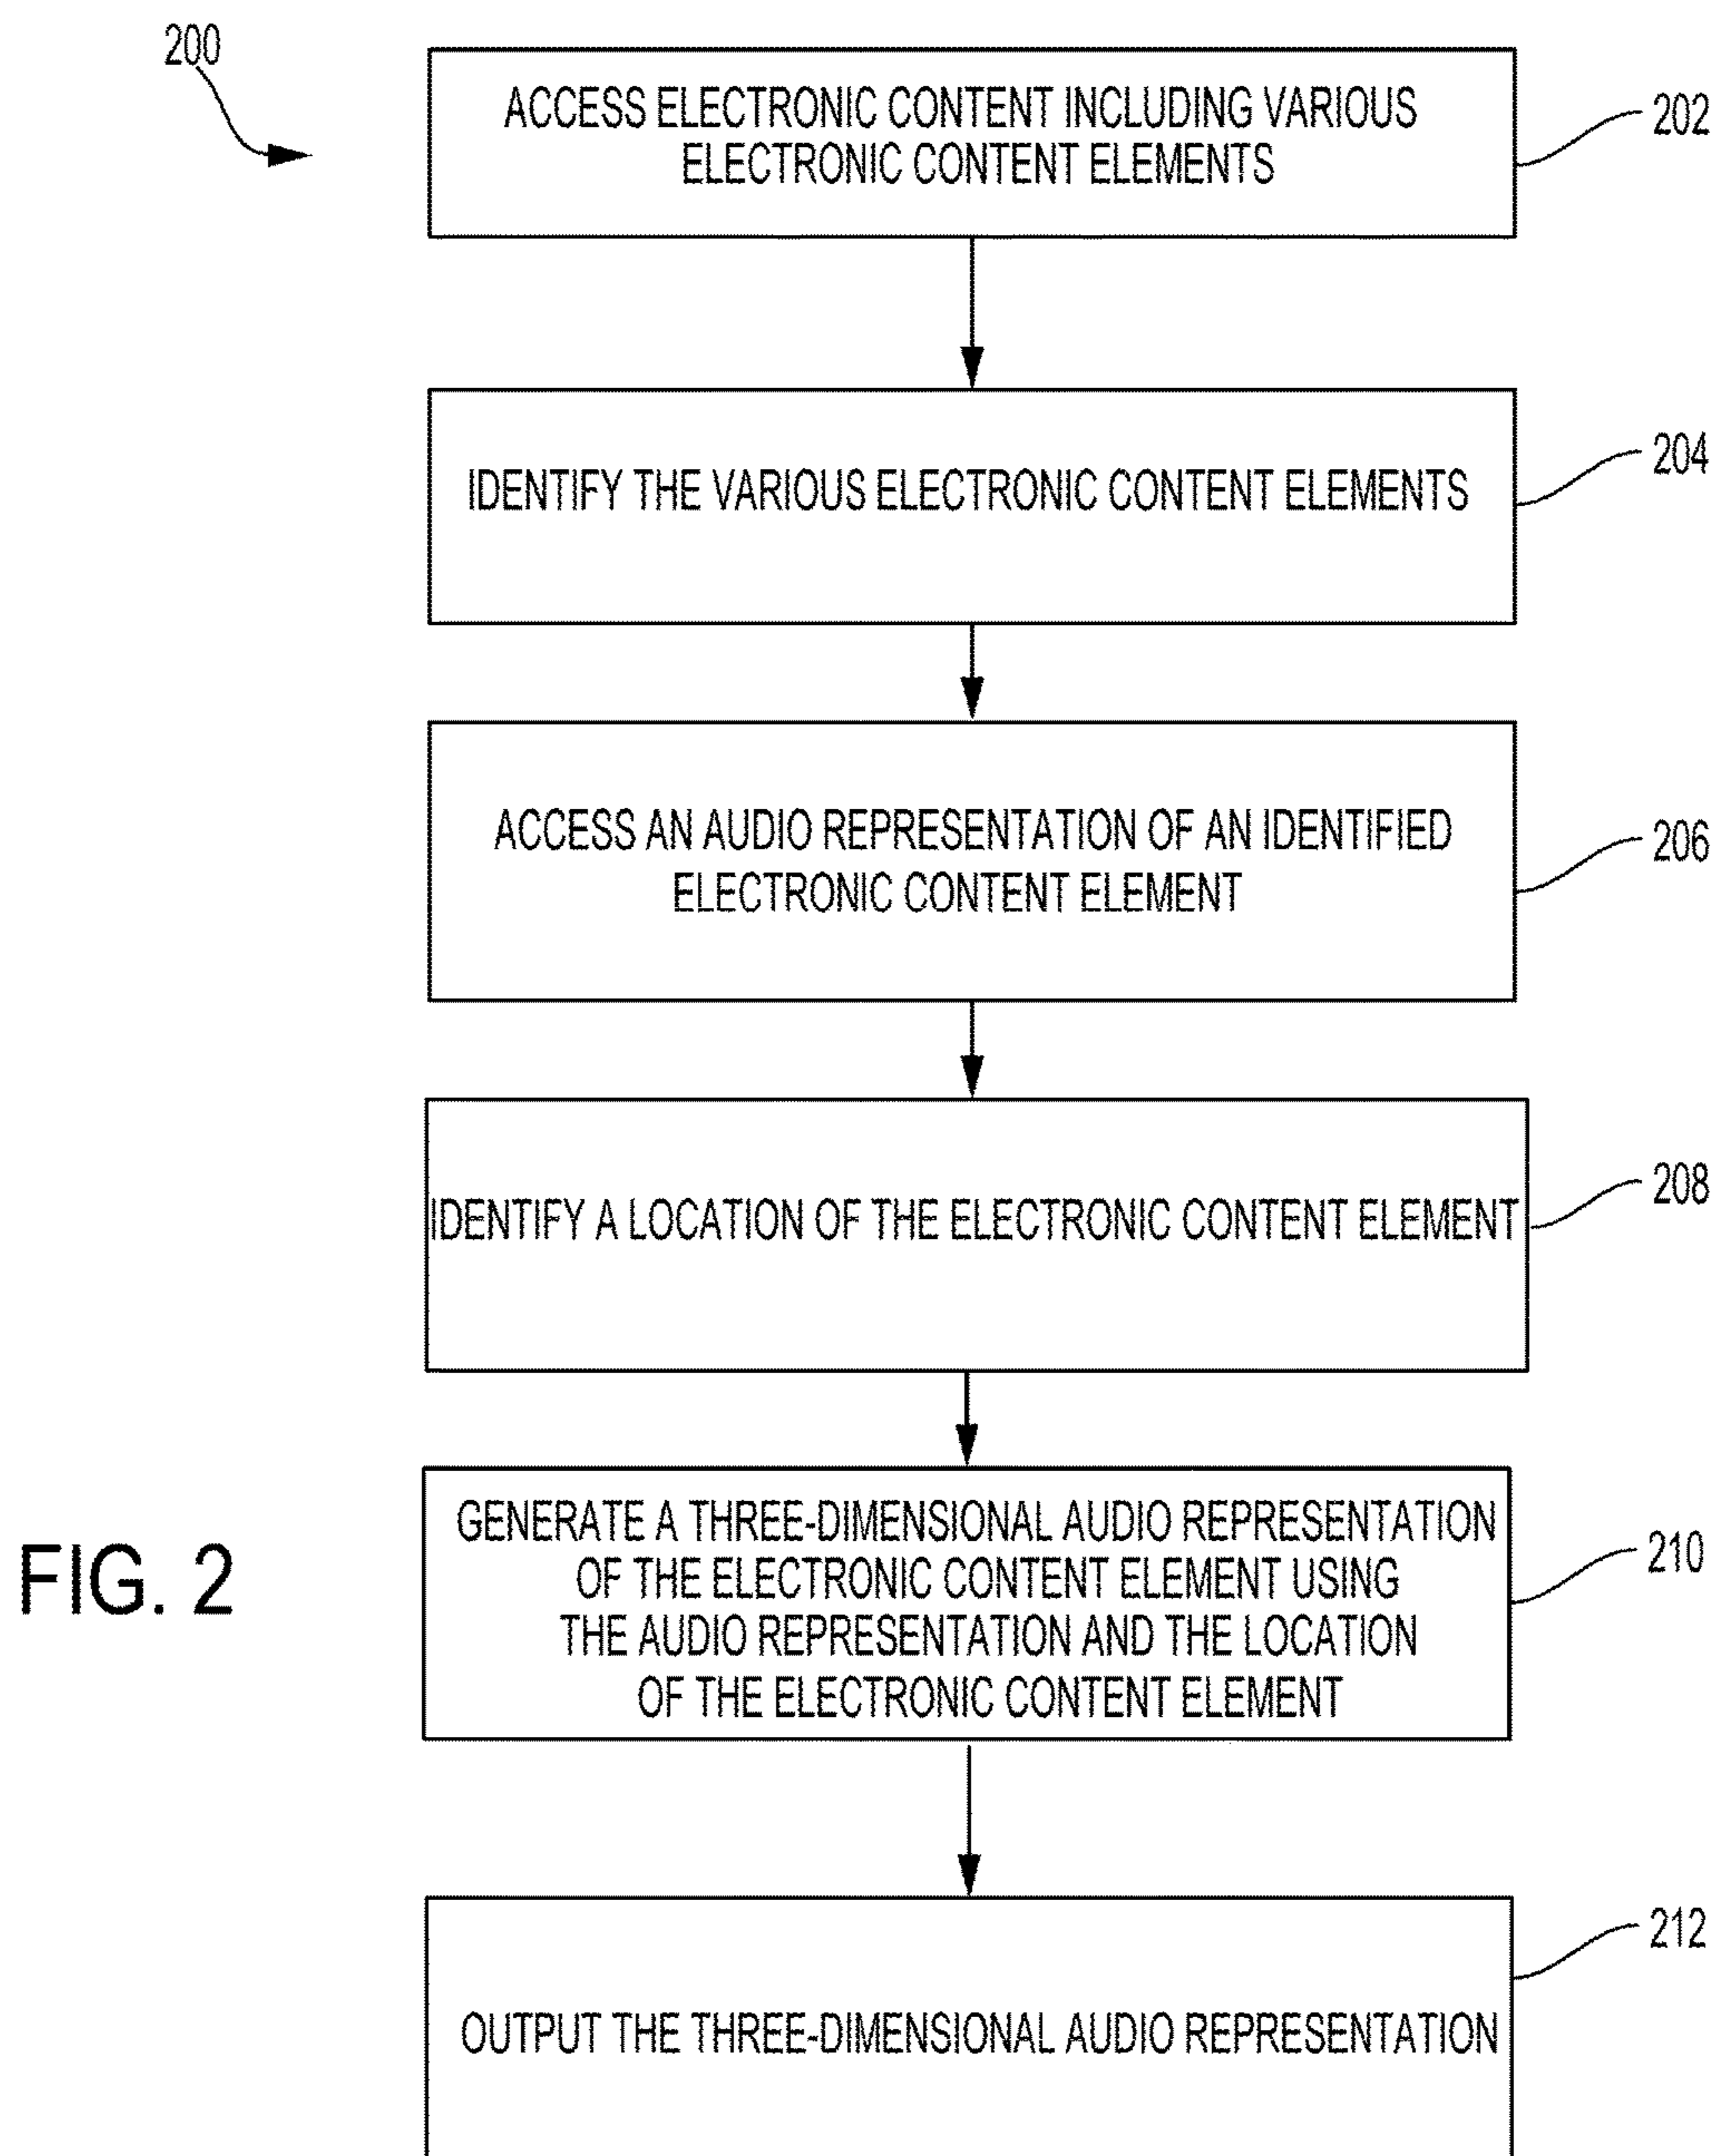 200
ACCESS ELECTRONIC CONTENT INCLUDING VARIOUS
ELECTRONIC CONTENT ELEMENTS
202
IDENTIFY THE VARIOUS ELECTRONIC CONTENT ELEMENTS
204
ACCESS AN AUDIO REPRESENTATION OF AN IDENTIFIED
ELECTRONIC CONTENT ELEMENT
206
IDENTIFY A LOCATION OF THE ELECTRONIC CONTENT ELEMENT
208
GENERATE A THREE-DIMENSIONAL AUDIO REPRESENTATION
OF THE ELECTRONIC CONTENT ELEMENT USING
THE AUDIO REPRESENTATION AND THE LOCATION
OF THE ELECTRONIC CONTENT ELEMENT
210
FIG. 2
OUTPUT THE THREE-DIMENSIONAL AUDIO REPRESENTATION
212